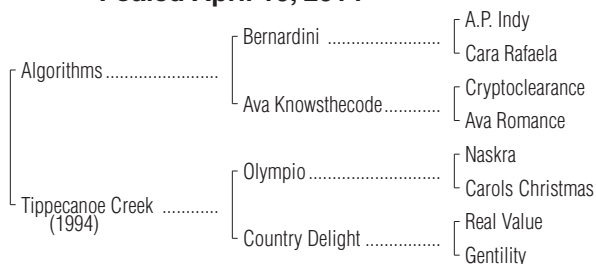 A.P. Indy
Bernardini ........................
Cara Rafaela
Algorithms ........................
Cryptoclearance
Ava Knowsthecode ............
Ava Romance
Naskra
Olympio ............................
Carols Christmas
Tippecanoe Creek ............
(1994)
Real Value
Country Delight ................
Gentility